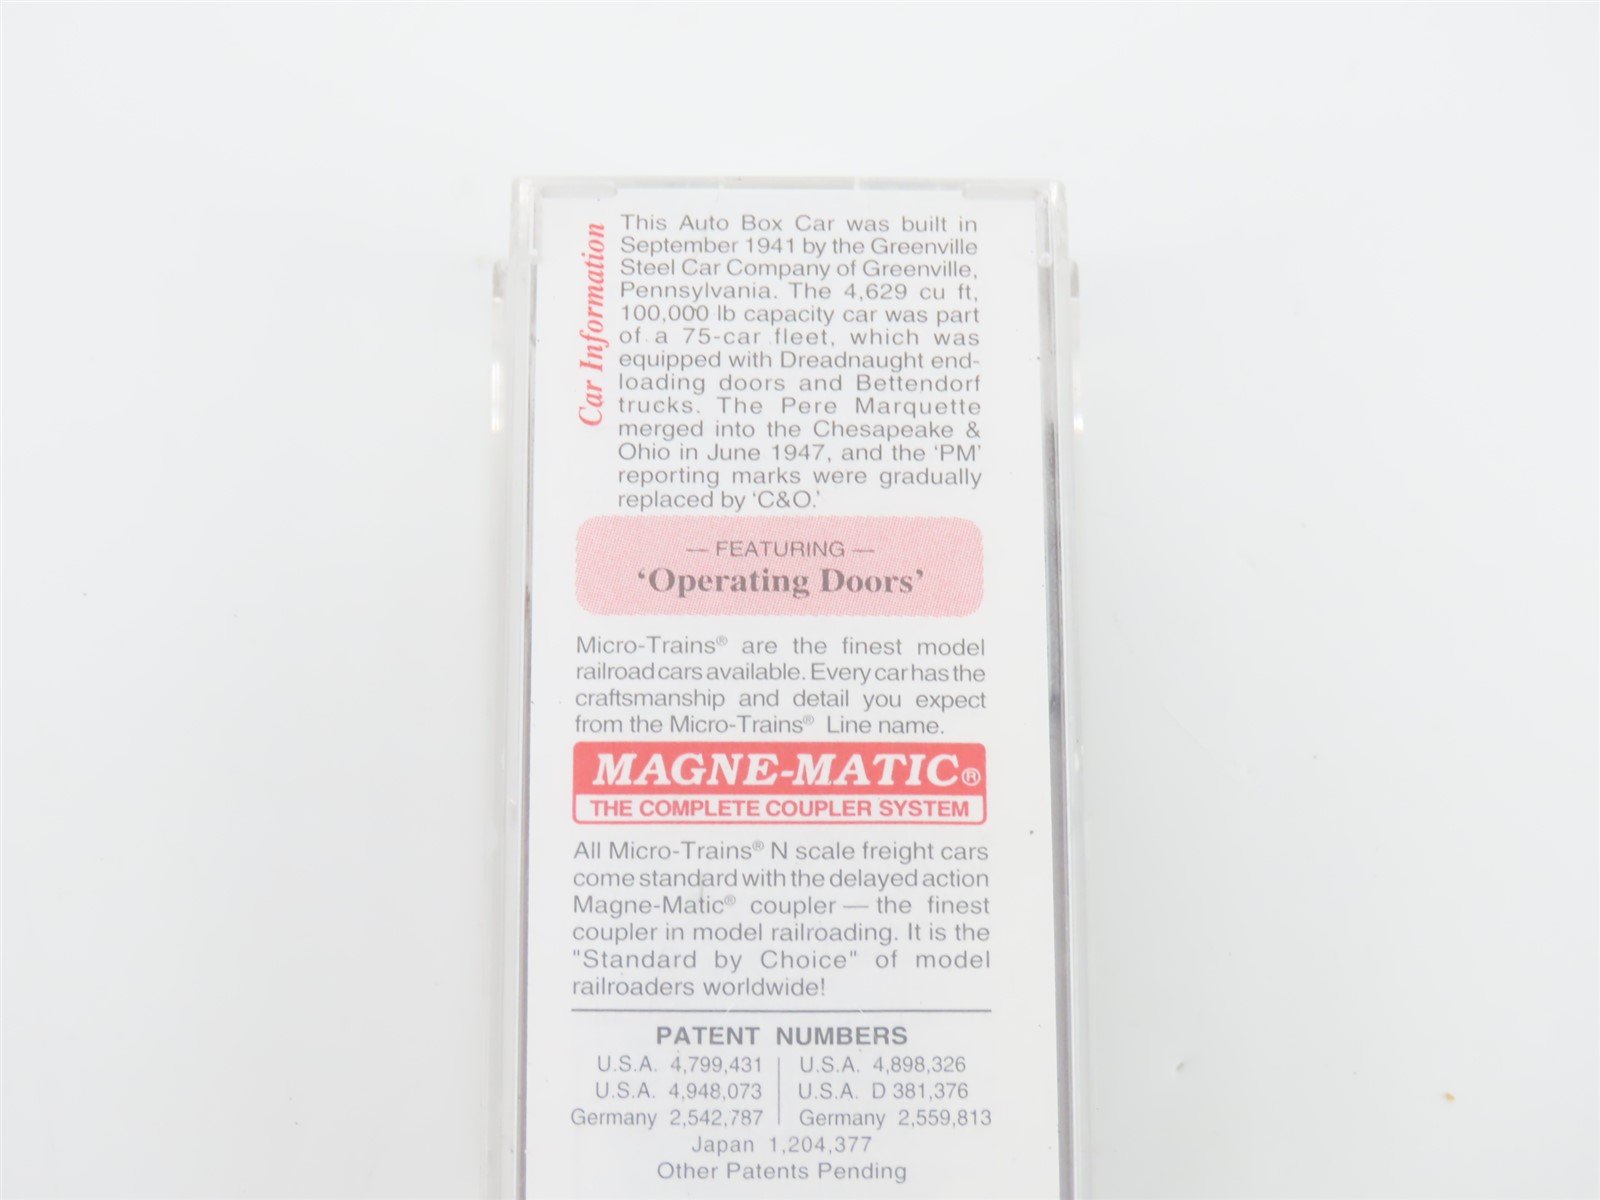 Car Information
This Auto Box Car was built in
September 1941 by the Greenville
Steel Car Company of Greenville,
Pennsylvania. The 4,629 cu ft,
100,000 lb capacity car was part
of a 75-car fleet, which was
equipped with Dreadnaught end-
loading doors and Bettendorf
trucks. The Pere Marquette
merged into the Chesapeake &
Ohio in June 1947, and the 'PM'
reporting marks were gradually
replaced by 'C&O.'
— FEATURING —
'Operating Doors'
Micro-Trains® are the finest model
railroad cars available. Every car has the
craftsmanship and detail you expect
from the Micro-Trains® Line name.
MAGNE-MATIC®
THE COMPLETE COUPLER SYSTEM
All Micro-Trains® N scale freight cars
come standard with the delayed action
Magne-Matic® coupler — the finest
coupler in model railroading. It is the
"Standard by Choice" of model
railroaders worldwide!
PATENT NUMBERS
U.S.A. 4,799,431 | U.S.A. 4,898,326
U.S.A. 4,948,073 | U.S.A. D 381,376
Germany 2,542,787 | Germany 2,559,813
Japan 1,204,377
Other Patents Pending